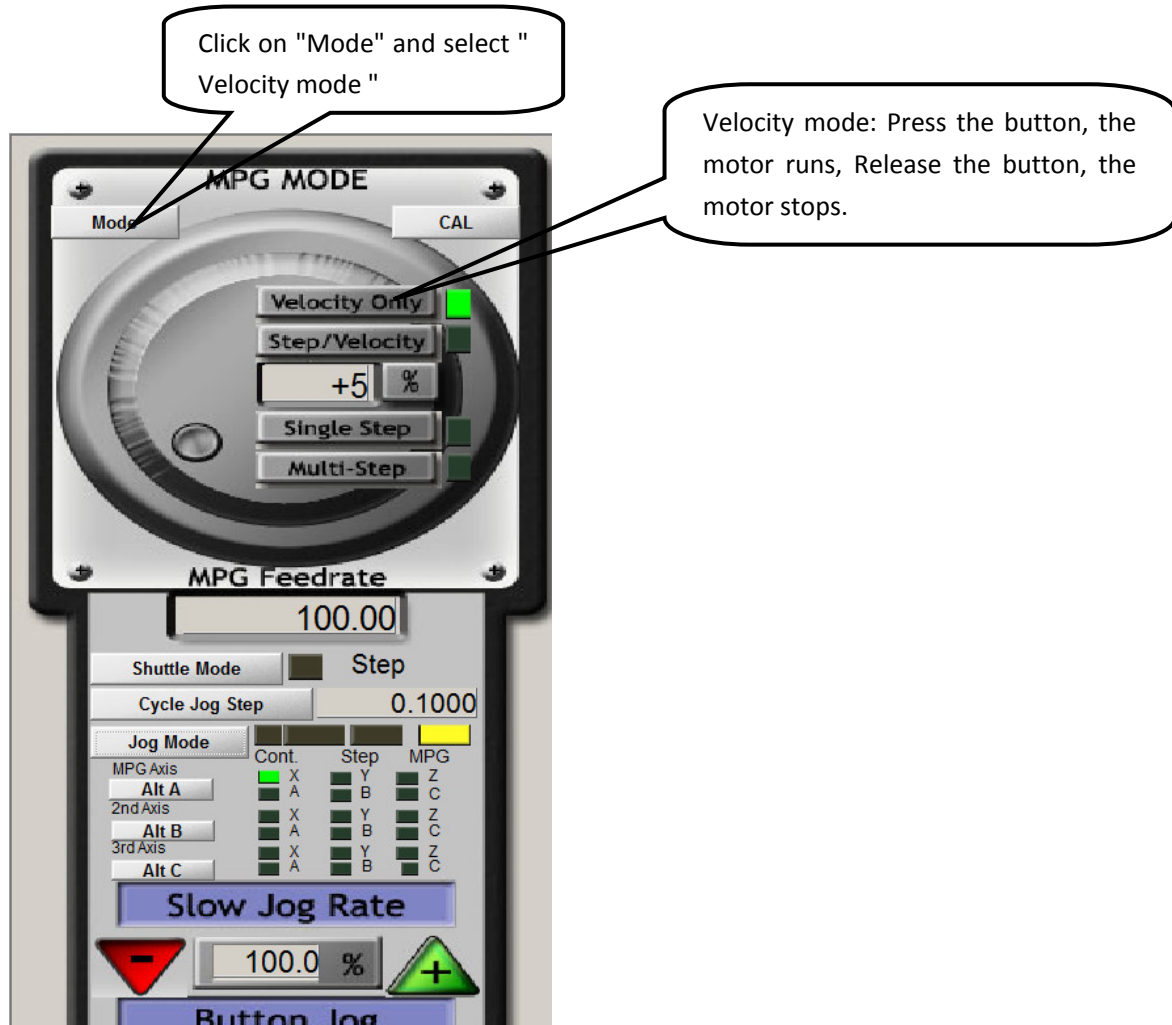 Click on "Mode" and select "
Velocity mode "
Velocity mode: Press the button, the
motor runs, Release the button, the
motor stops.
MPG MODE
Mode
CAL
Velocity Only
Step/Velocity
+5 %
Single Step
Multi-Step
MPG Feedrate
100.00
Shuttle Mode Step
Cycle Jog Step 0.1000
Jog Mode
Cont. Step MPG
MPG Axis
X Y Z
Alt A
A B C
2nd Axis
X Y Z
Alt B
A B C
3rd Axis
X Y Z
Alt C
A B C
Slow Jog Rate
- 100.0 % +
Button Jog